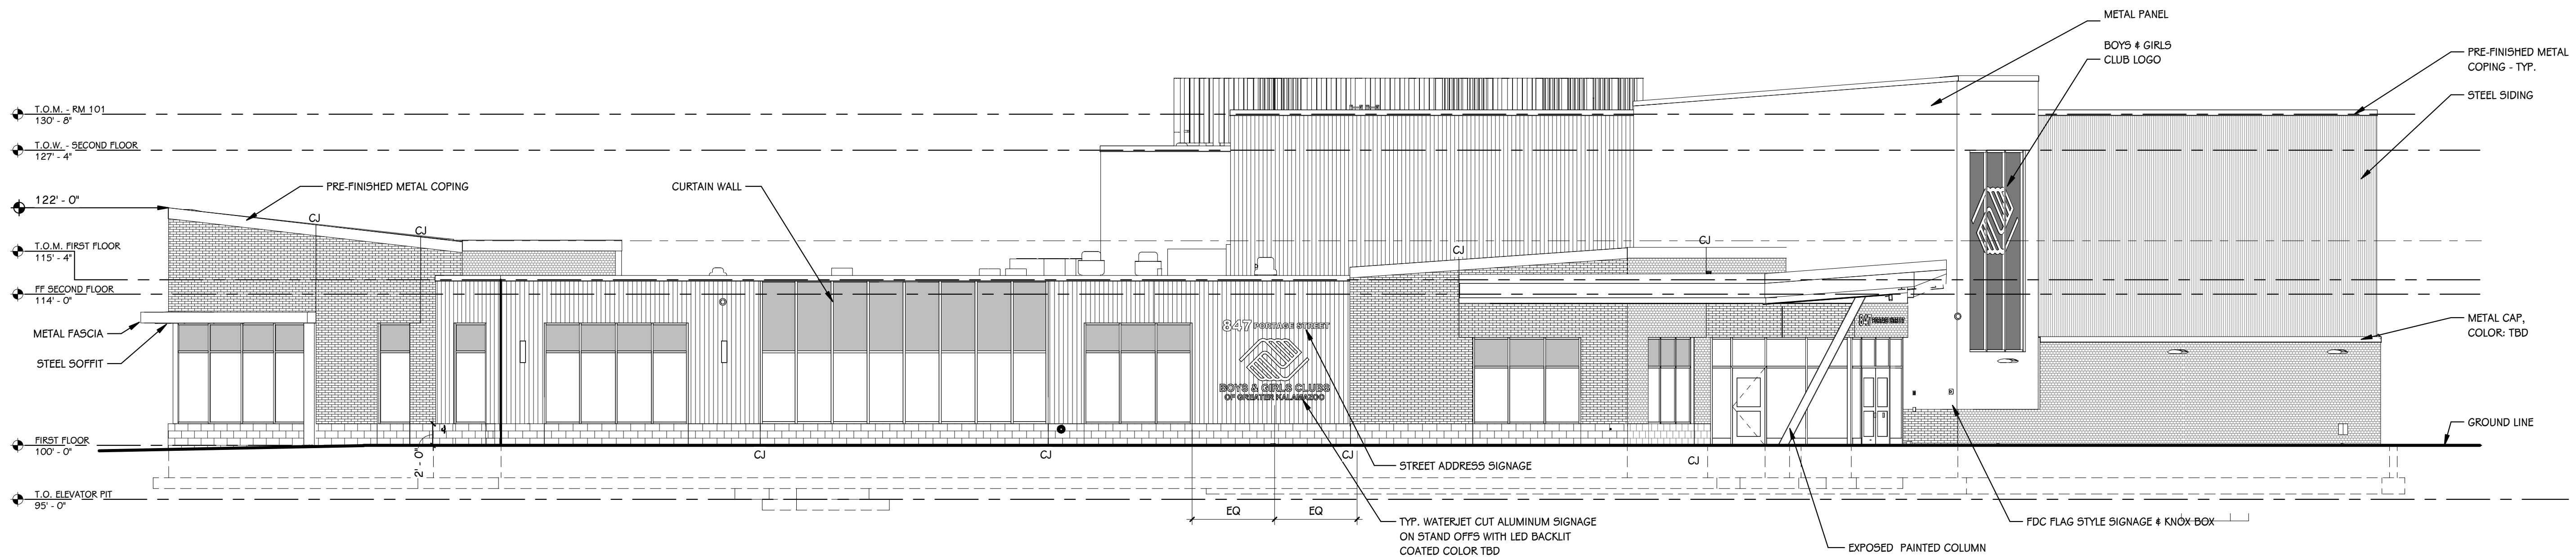 METAL PANEL
BOYS & GIRLS
CLUB LOGO
PRE-FINISHED METAL
COPING - TYP.
STEEL SIDING
T.O.M. - RM 101
130' - 8"
T.O.W. - SECOND FLOOR
127' - 4"
PRE-FINISHED METAL COPING
CURTAIN WALL
122' - 0"
CJ
CJ
CJ
CJ
T.O.M. FIRST FLOOR
115' - 4"
FF SECOND FLOOR
114' - 0"
METAL FASCIA
STEEL SOFFIT
847 PORTAGE STREET
BOYS & GIRLS CLUBS
OF GREATER KALAMAZOO
847
METAL CAP,
COLOR: TBD
GROUND LINE
FIRST FLOOR
100' - 0"
2' - 0"
CJ
CJ
CJ
CJ
STREET ADDRESS SIGNAGE
T.O. ELEVATOR PIT
95' - 0"
EQ
EQ
TYP. WATERJET CUT ALUMINUM SIGNAGE
ON STAND OFFS WITH LED BACKLIT
COATED COLOR TBD
FDC FLAG STYLE SIGNAGE & KNOX BOX
EXPOSED PAINTED COLUMN